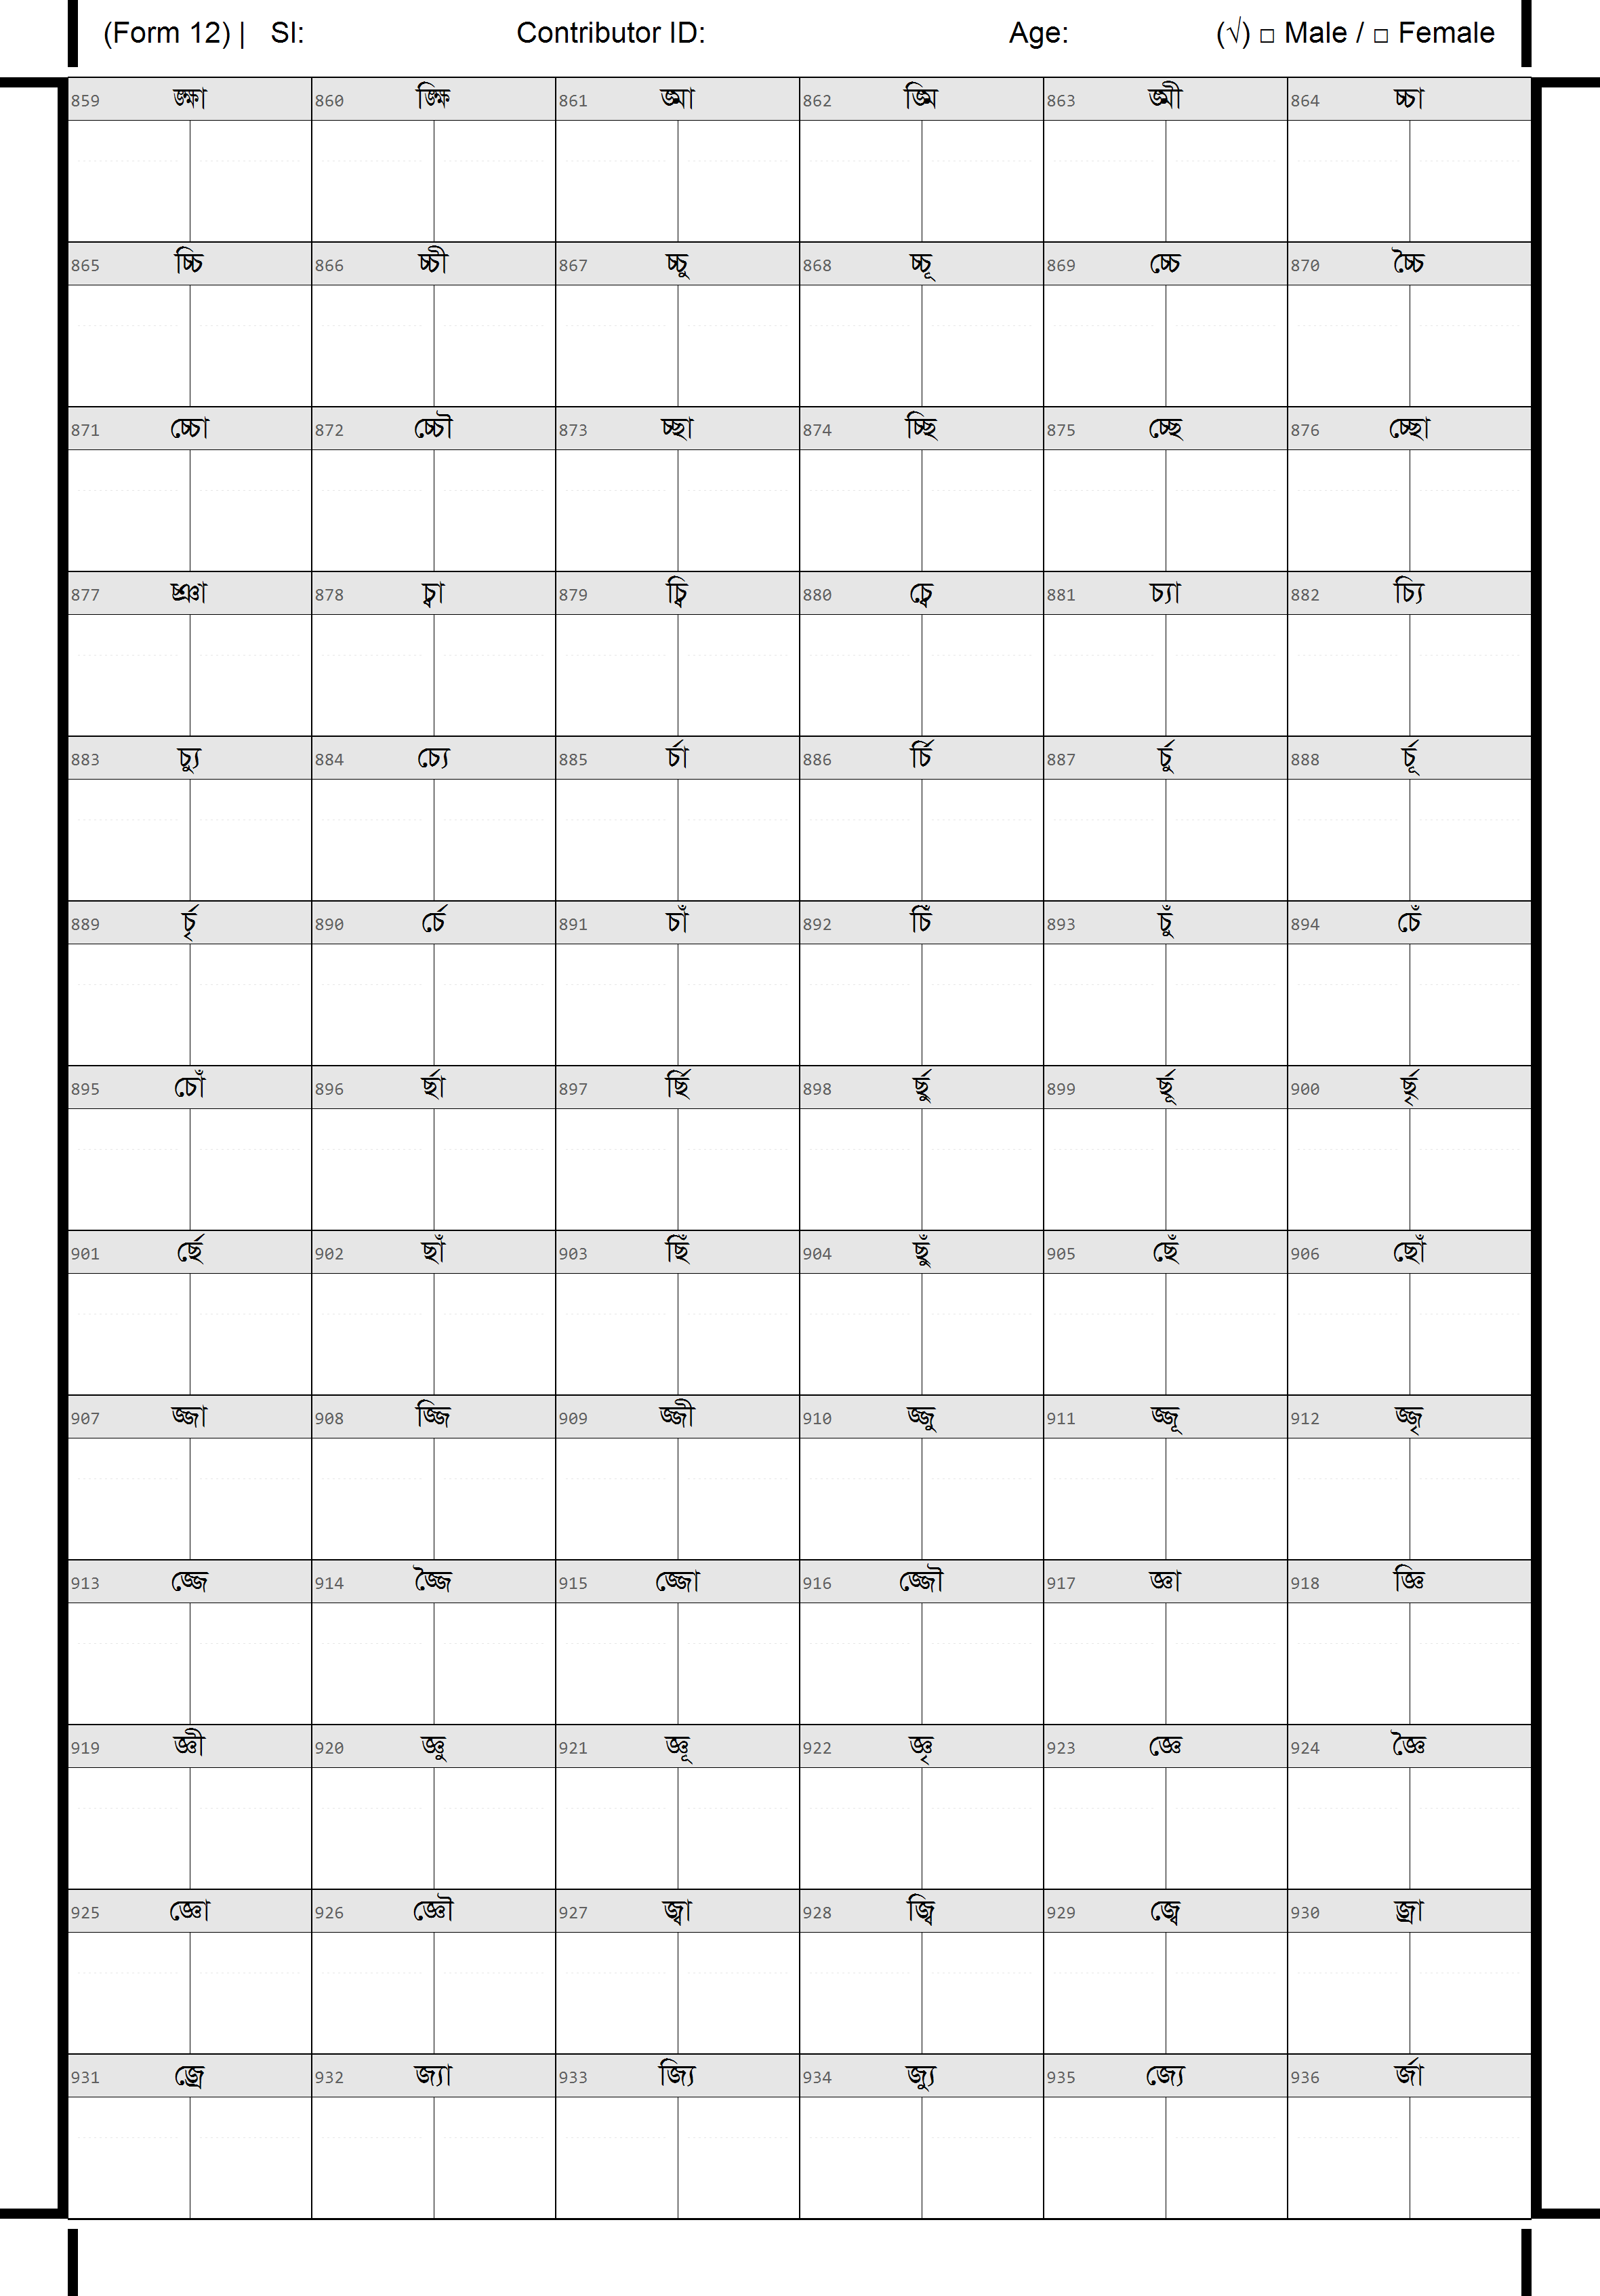 (Form 12) | Sl: Contributor ID: Age: (√) □ Male / □ Female
859 ঙ্ক্ষা 860 ঙ্ক্ষি 861 ঙ্মা 862 ঙ্মি 863 ঙ্মী 864 চ্চা
865 চ্চি 866 চ্চী 867 চ্চু 868 চ্চূ 869 চ্চে 870 চ্চৈ
871 চ্চো 872 চ্চৌ 873 চ্ছা 874 চ্ছি 875 চ্ছে 876 চ্ছো
877 চ্ঞা 878 চ্বা 879 চ্বি 880 চ্বে 881 চ্যা 882 চ্যি
883 চ্যু 884 চ্যে 885 র্চা 886 র্চি 887 র্চু 888 র্চূ
889 র্চৃ 890 র্চে 891 চাঁ 892 চিঁ 893 চুঁ 894 চেঁ
895 চোঁ 896 র্ছা 897 র্ছি 898 র্ছু 899 র্ছূ 900 র্ছৃ
901 র্ছে 902 ছাঁ 903 ছিঁ 904 ছুঁ 905 ছেঁ 906 ছোঁ
907 জ্জা 908 জ্জি 909 জ্জী 910 জ্জু 911 জ্জূ 912 জ্জৃ
913 জ্জে 914 জ্জৈ 915 জ্জো 916 জ্জৌ 917 জ্ঞা 918 জ্ঞি
919 জ্ঞী 920 জ্ঞু 921 জ্ঞূ 922 জ্ঞৃ 923 জ্ঞে 924 জ্ঞৈ
925 জ্ঞো 926 জ্ঞৌ 927 জ্বা 928 জ্বি 929 জ্বে 930 জ্রা
931 জ্রে 932 জ্যা 933 জ্যি 934 জ্যু 935 জ্যে 936 র্জা